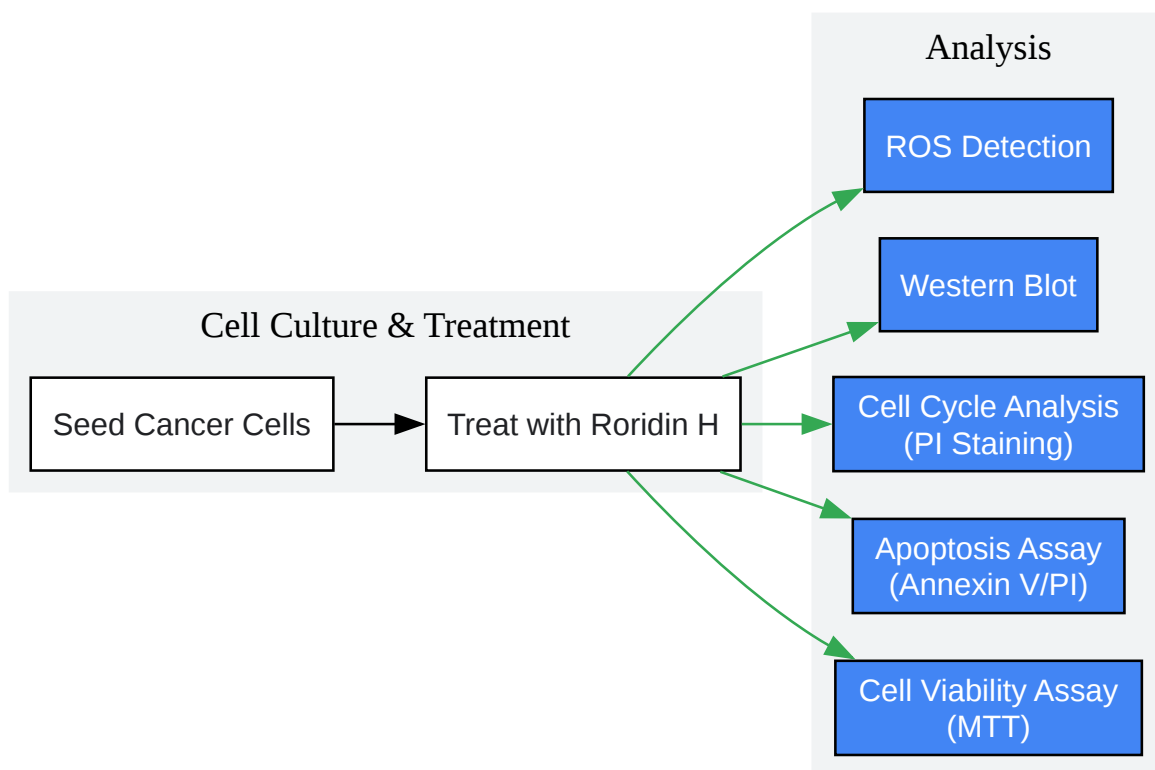 Cell Culture & Treatment
Seed Cancer Cells
Treat with Roridin H
Analysis
ROS Detection
Western Blot
Cell Cycle Analysis
(PI Staining)
Apoptosis Assay
(Annexin V/PI)
Cell Viability Assay
(MTT)